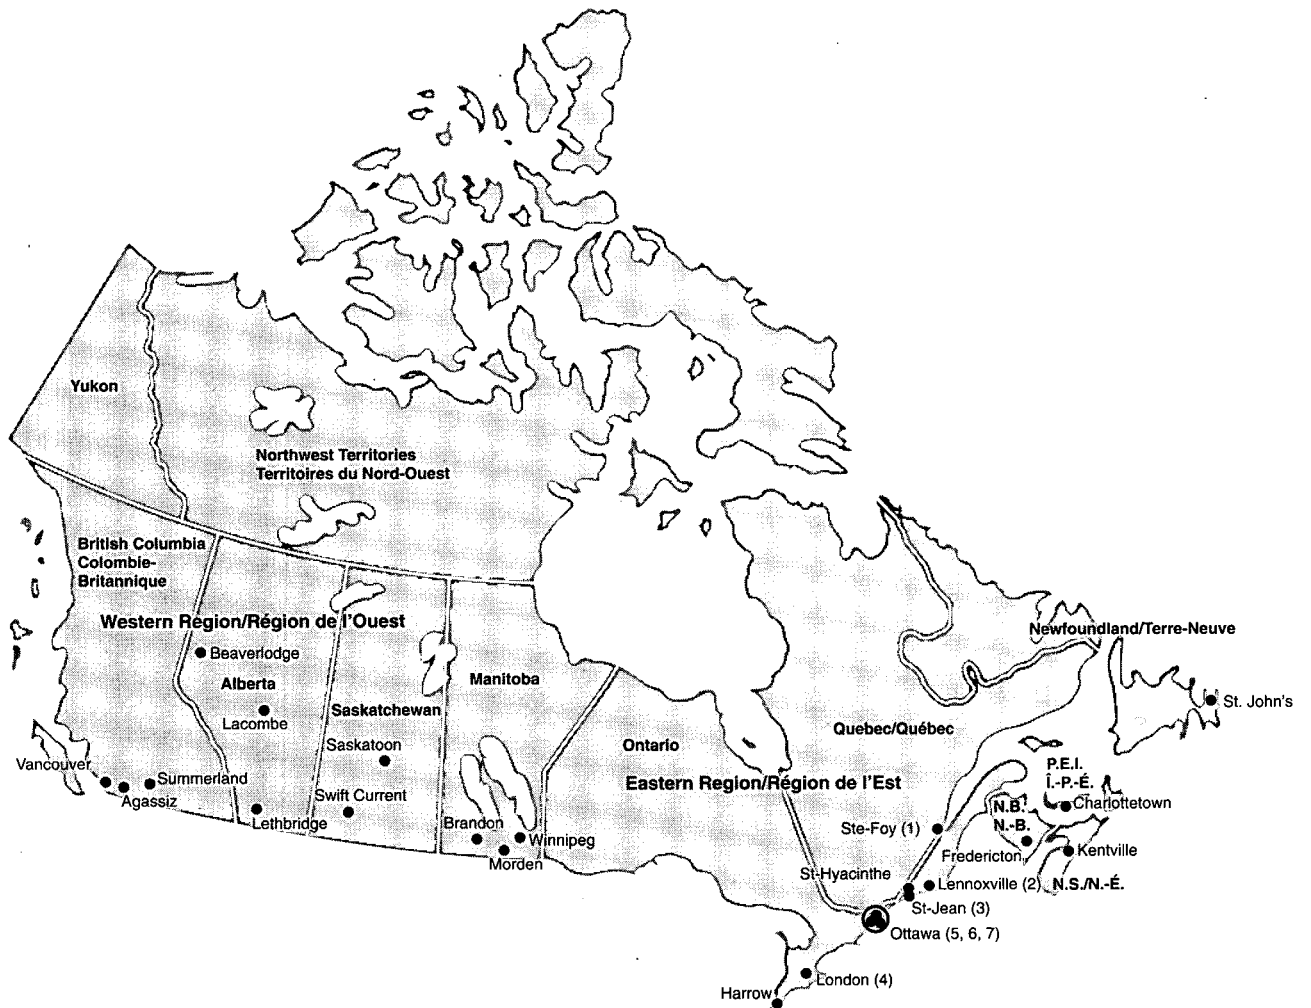 Yukon
Northwest Territories
Territoires du Nord-Ouest
British Columbia
Colombie-
Britannique
Western Region/Région de l'Ouest
Newfoundland/Terre-Neuve
Beaverlodge
Alberta
Manitoba
Lacombe
Saskatchewan
St. John's
Quebec/Québec
Saskatoon
Ontario
Vancouver
P.E.I.
Î.-P.-É.
Summerland
Eastern Region/Région de l'Est
Agassiz
Swift Current
N.B.
N.-B.
Charlottetown
Lethbridge
Brandon
Ste-Foy (1)
Winnipeg
Morden
Fredericton
Kentville
St-Hyacinthe
Lennoxville (2)
N.S./N.-É.
St-Jean (3)
Ottawa (5, 6, 7)
London (4)
Harrow